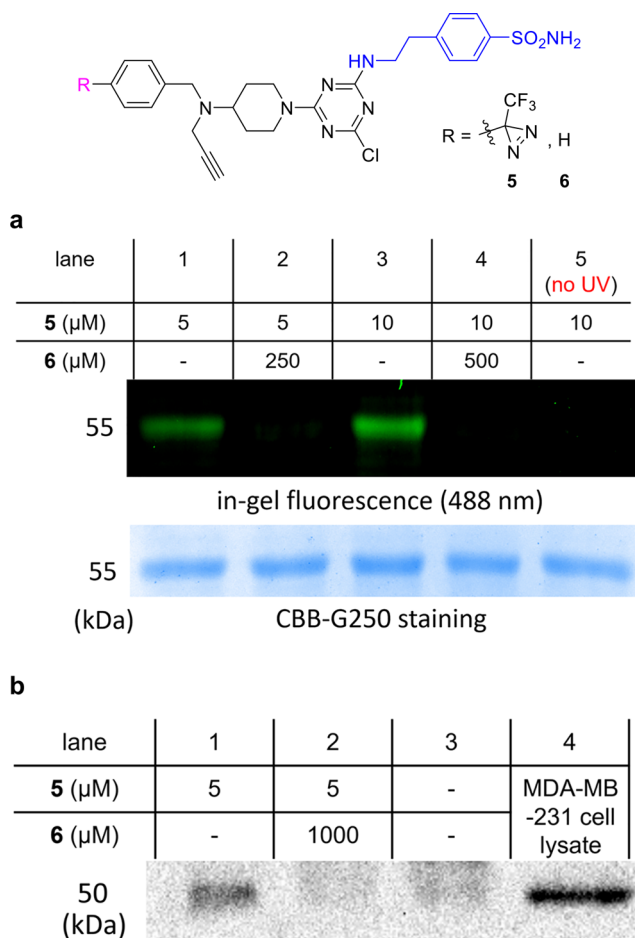 HN
SO2NH2
R
N
N
N
N
N
Cl
CF3
R =
N
N
, H
5 6
a
lane 1 2 3 4 5
(no UV)
5 (µM) 5 5 10 10 10
6 (µM) - 250 - 500 -
55
in-gel fluorescence (488 nm)
55
(kDa)
CBB-G250 staining
b
lane 1 2 3 4
5 (µM) 5 5 - MDA-MB
-231 cell
6 (µM) - 1000 - lysate
50
(kDa)